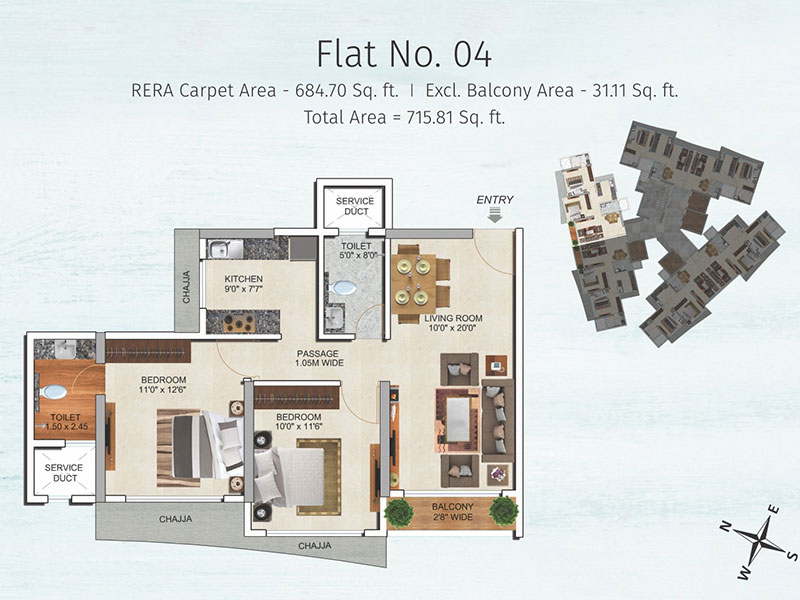 Flat No. 04
RERA Carpet Area - 684.70 Sq. ft. | Excl. Balcony Area - 31.11 Sq. ft.
Total Area = 715.81 Sq. ft.
ENTRY
SERVICE
DUCT
TOILET
5'0" x 8'0"
KITCHEN
9'0" x 7'7"
CHAJJA
LIVING ROOM
10'0" x 20'0"
PASSAGE
1.05M WIDE
BEDROOM
11'0" x 12'6"
BEDROOM
10'0" x 11'6"
TOILET
1.50 x 2.45
SERVICE
DUCT
BALCONY
2'8" WIDE
CHAJJA
CHAJJA
N
E
S
W